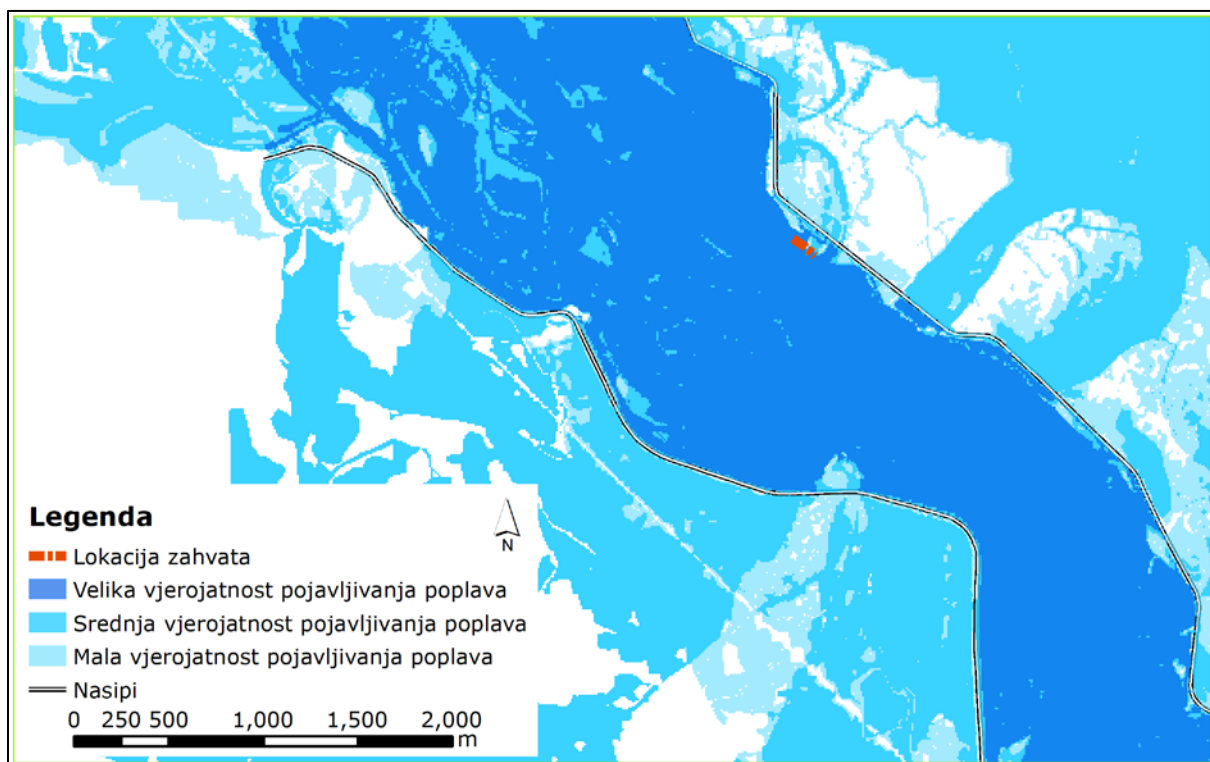 Legenda
N
Lokacija zahvata
Velika vjerojatnost pojavljivanja poplava
Srednja vjerojatnost pojavljivanja poplava
Mala vjerojatnost pojavljivanja poplava
Nasipi
0 250 500 1,000 1,500 2,000
m